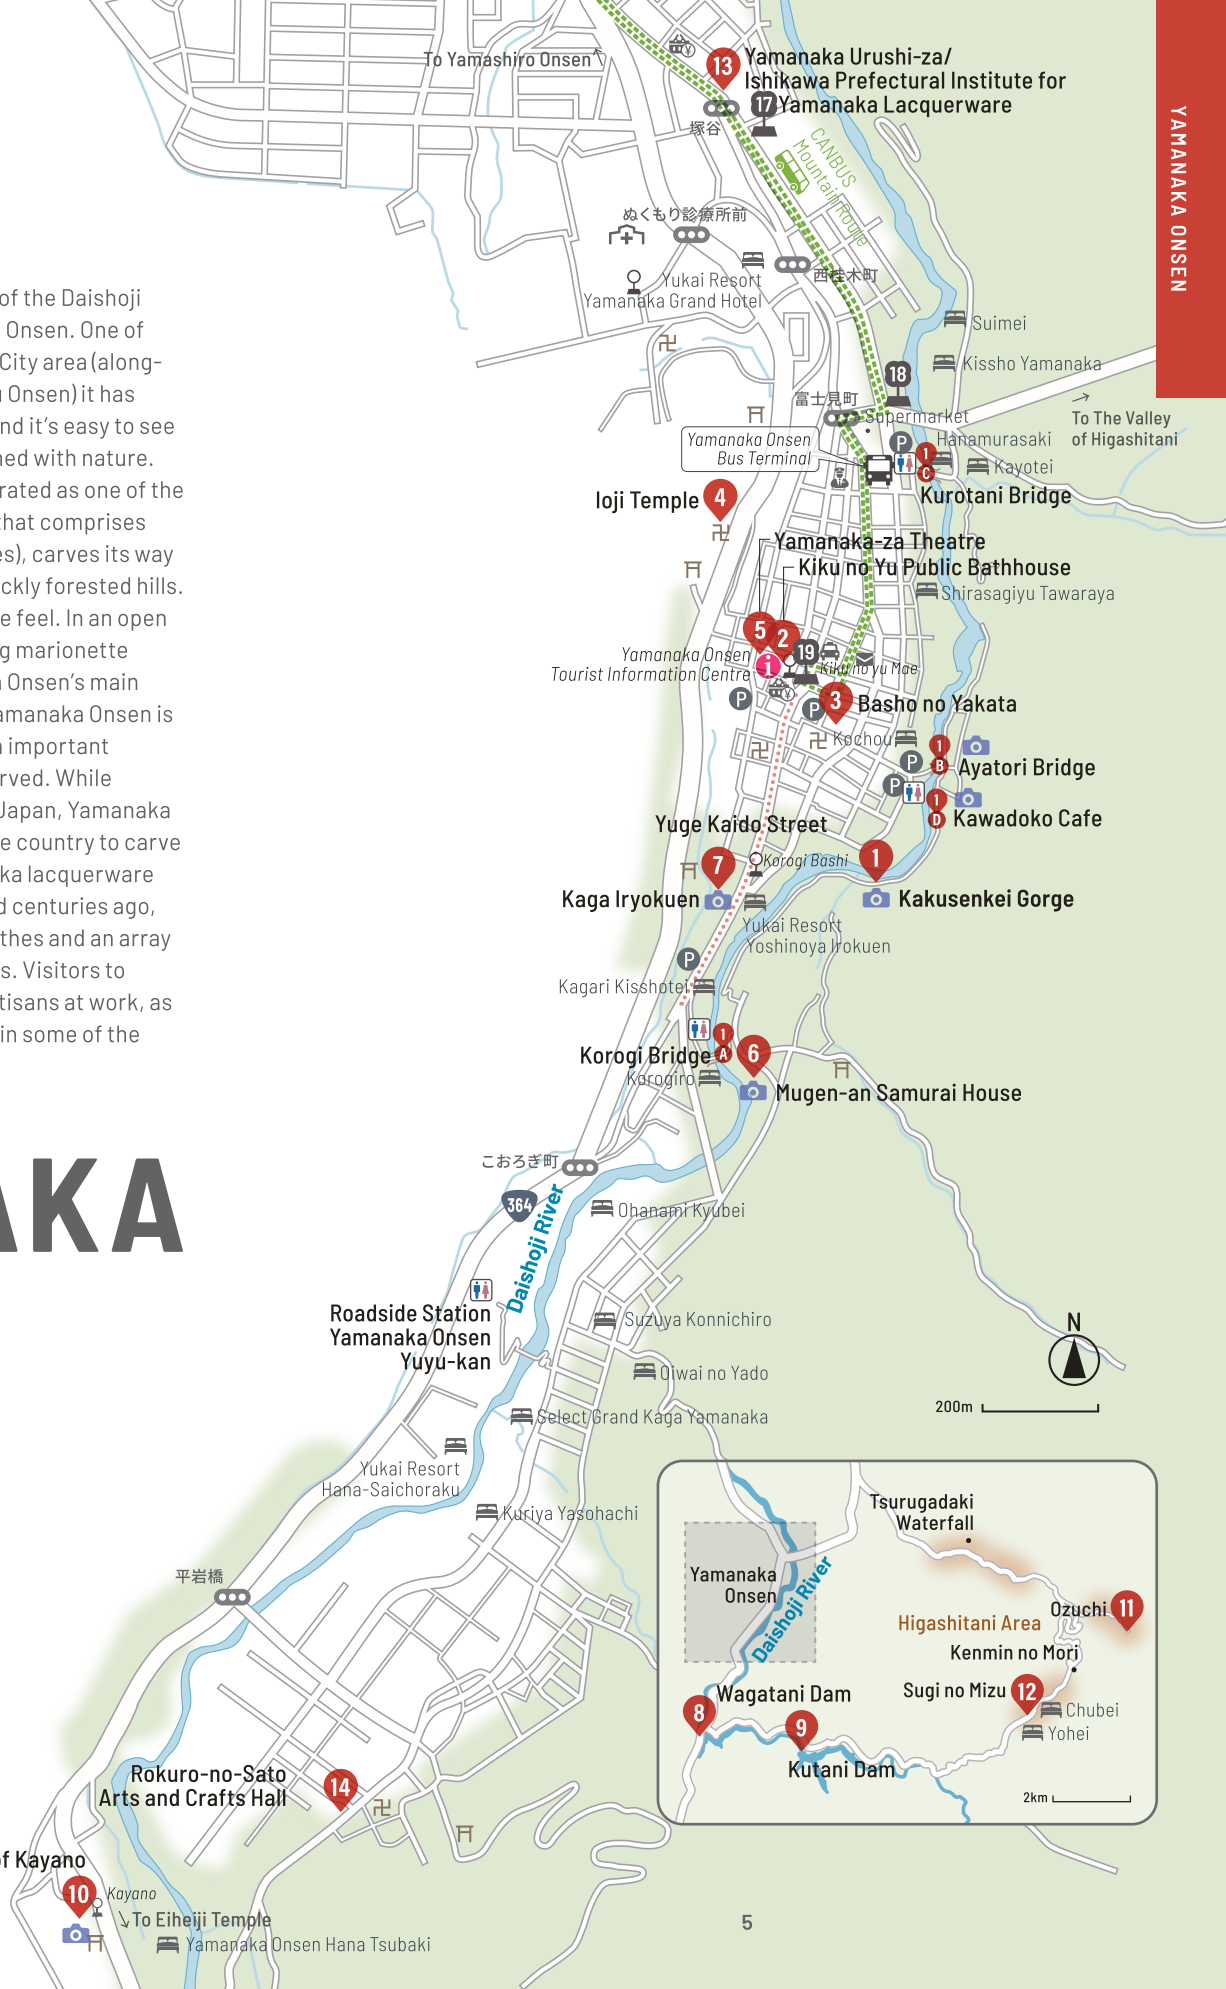 To Yamashiro Onsen
13
Yamanaka Urushi-za/
Ishikawa Prefectural Institute for
Yamanaka Lacquerware
17
塚谷
CANBUS
Mountain Route
YAMANAKA ONSEN
ぬくもり診療所前
西桂木町
Yukai Resort
Yamanaka Grand Hotel
of the Daishoji
Onsen. One of
City area (along-
Onsen) it has
nd it's easy to see
ned with nature.
rated as one of the
that comprises
es), carves its way
ckly forested hills.
e feel. In an open
g marionette
Onsen's main
amanaka Onsen is
important
rved. While
Japan, Yamanaka
e country to carve
ka lacquerware
d centuries ago,
thes and an array
s. Visitors to
tisans at work, as
in some of the
AKA
Suimei
Kissho Yamanaka
18
富士見町
Supermarket
To The Valley
of Higashitani
Yamanaka Onsen
Bus Terminal
P
Hanamurasaki
1
C
Kayotei
Kurotani Bridge
Ioji Temple
4
Yamanaka-za Theatre
Kiku no Yu Public Bathhouse
Shirasagiyu Tawaraya
5
2
19
Yamanaka Onsen
Tourist Information Centre
i
Kiku no yu Mae
P
P
3
Basho no Yakata
Kochou
P
1
B
Ayatori Bridge
P
1
D
Kawadoko Cafe
Yuge Kaido Street
7
Korogi Bashi
1
Kaga Iryokuen
Kakusenkei Gorge
Yukai Resort
Yoshinoya Irokuen
P
Kagari Kisshotei
1
A
Korogi Bridge
6
Korogiro
Mugen-an Samurai House
こおろぎ町
364
Daishoji River
Ohanami Kyubei
Roadside Station
Yamanaka Onsen
Yuyu-kan
Suzuya Konnichiro
Oiwai no Yado
Select Grand Kaga Yamanaka
N
200m
Yukai Resort
Hana-Saichoraku
Kuriya Yasohachi
平岩橋
Tsurugadaki
Waterfall
Yamanaka
Onsen
Daishoji River
Higashitani Area
Ozuchi
11
Kenmin no Mori
Sugi no Mizu
12
Chubei
Yohei
8
Wagatani Dam
9
Kutani Dam
2km
Rokuro-no-Sato
Arts and Crafts Hall
14
of Kayano
10
Kayano
To Eiheiji Temple
Yamanaka Onsen Hana Tsubaki
5